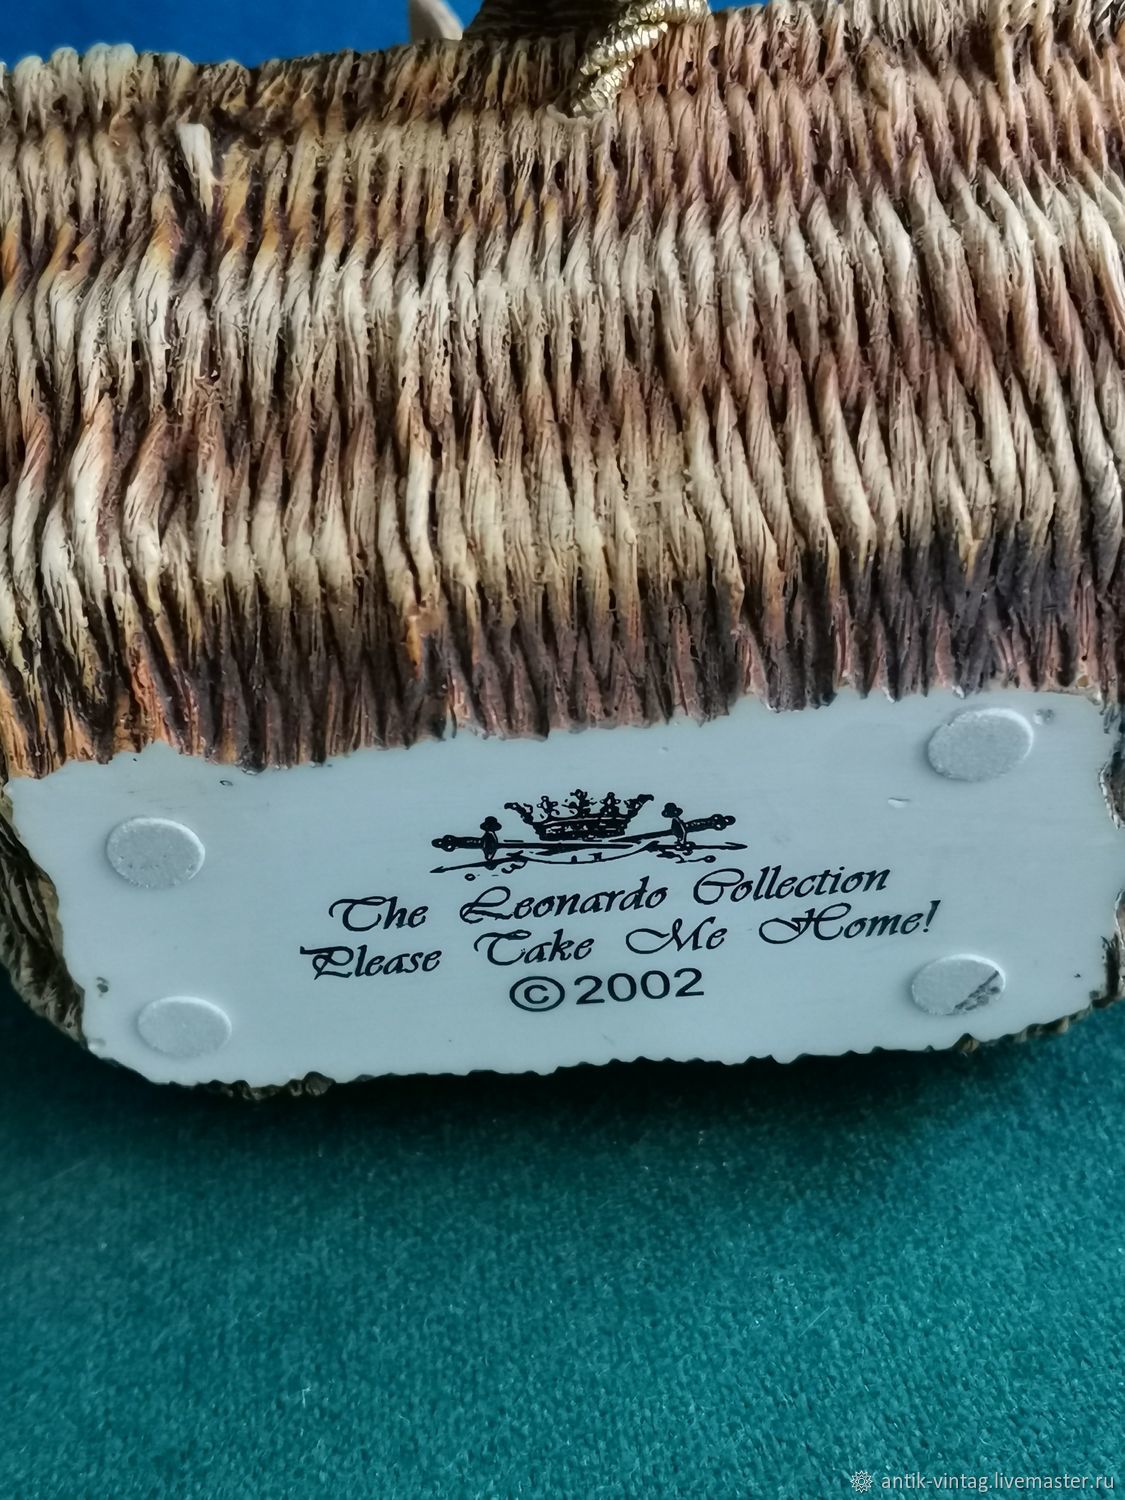 The Leonardo Collection
Please Take Me Home!
©2002
antik-vintag.livemaster.ru